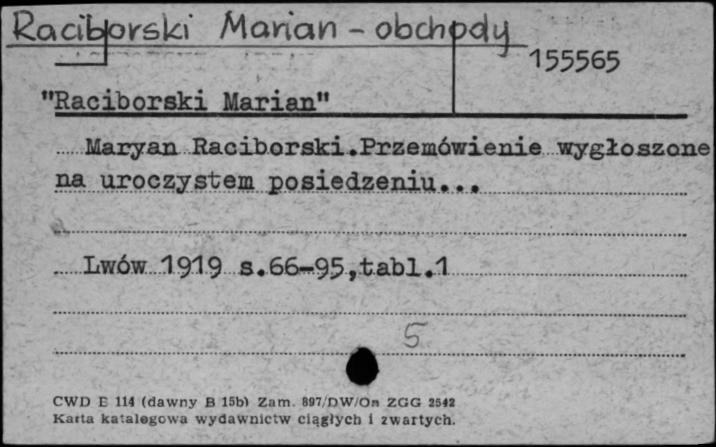 Raciborski Marian - obchody
155565
"Raciborski Marian"
Maryan Raciborski.Przemówienie wygłoszone
na uroczystem posiedzeniu...
Lwów 1919 s.66-95,tabl.1
5
CWD E 114 (dawny B 15b) Zam. 897/DW/On ZGG 2542
Karta katalogowa wydawnictw ciągłych i zwartych.